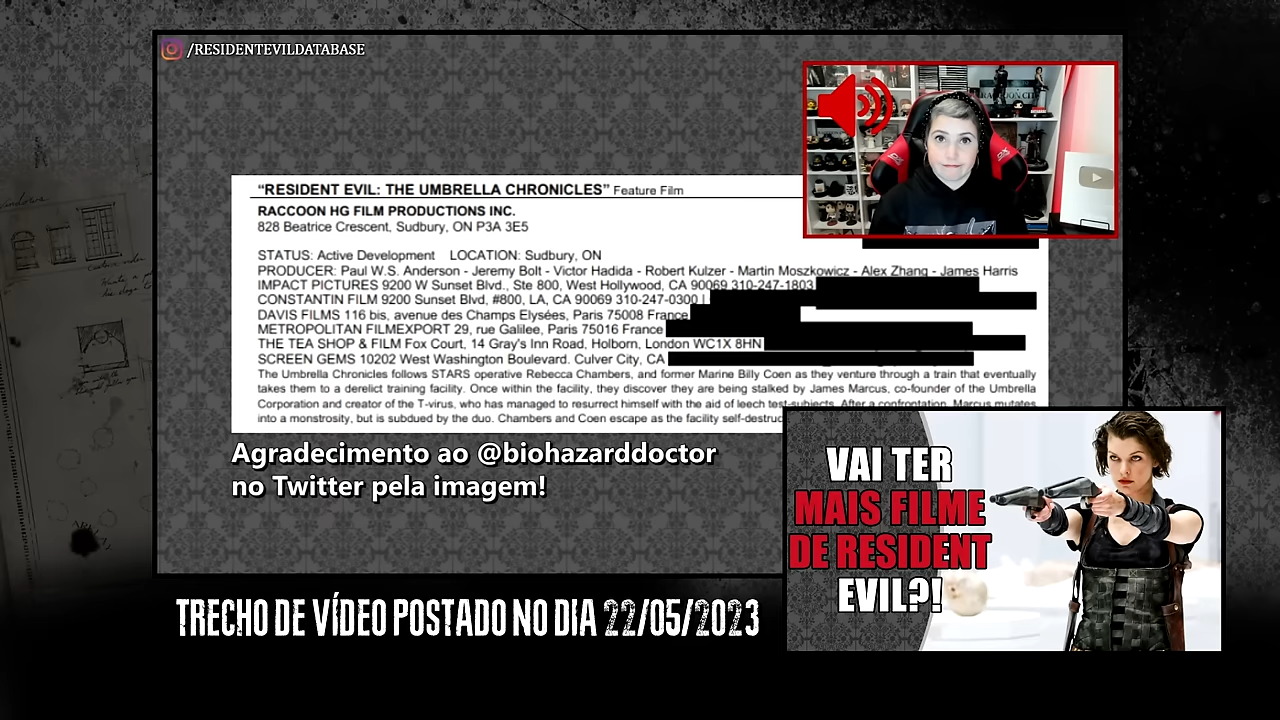 /RESIDENTEVILDATABASE
"RESIDENT EVIL: THE UMBRELLA CHRONICLES" Feature Film
RACCOON HG FILM PRODUCTIONS INC.
828 Beatrice Crescent, Sudbury, ON P3A 3E5
STATUS: Active Development LOCATION: Sudbury, ON
PRODUCER: Paul W.S. Anderson - Jeremy Bolt - Victor Hadida - Robert Kulzer - Martin Moszkowicz - Alex Zhang - James Harris
IMPACT PICTURES 9200 W Sunset Blvd., Ste 800, West Hollywood, CA 90069 310-247-1803
CONSTANTIN FILM 9200 Sunset Blvd, #800, LA, CA 90069 310-247-0300 |
DAVIS FILMS 116 bis, avenue des Champs Elysées, Paris 75008 France
METROPOLITAN FILMEXPORT 29, rue Galilee, Paris 75016 France
THE TEA SHOP & FILM Fox Court, 14 Gray's Inn Road, Holborn, London WC1X 8HN
SCREEN GEMS 10202 West Washington Boulevard. Culver City, CA
The Umbrella Chronicles follows STARS operative Rebecca Chambers, and former Marine Billy Coen as they venture through a train that eventually
takes them to a derelict training facility. Once within the facility, they discover they are being stalked by James Marcus, co-founder of the Umbrella
Corporation and creator of the T-virus, who has managed to resurrect himself with the aid of leech test-subjects. After a confrontation, Marcus mutates
into a monstrosity, but is subdued by the duo. Chambers and Coen escape as the facility self-destruc
Agradecimento ao @biohazarddoctor
no Twitter pela imagem!
VAI TER
MAIS FILME
DE RESIDENT
EVIL?!
TRECHO DE VÍDEO POSTADO NO DIA 22/05/2023